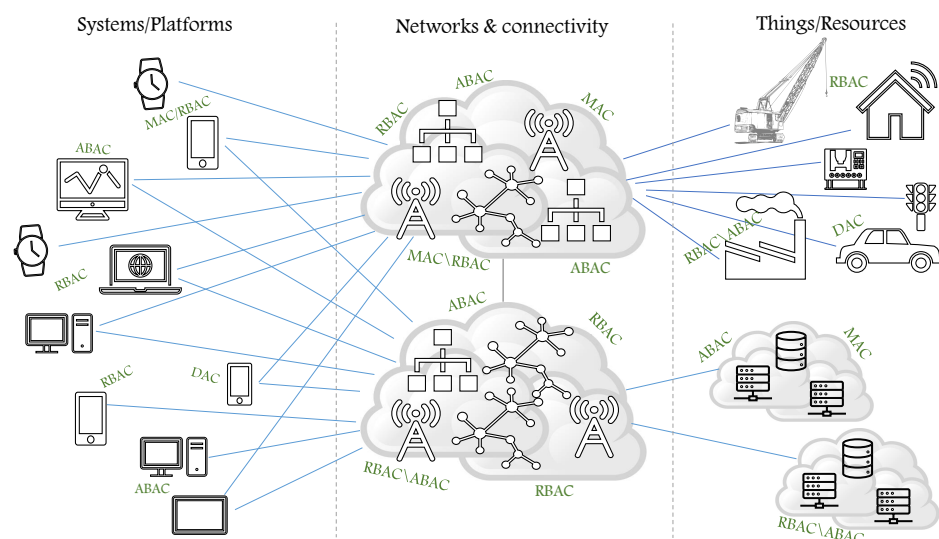 Systems/Platforms
Networks & connectivity
Things/Resources
MAC/RBAC
ABAC
RBAC
RBAC
DAC
ABAC
RBAC
ABAC
MAC
MAC\RBAC
ABAC
ABAC
RBAC
RBAC\ABAC
RBAC
RBAC
RBAC\ABAC
DAC
ABAC
MAC
RBAC\ABAC